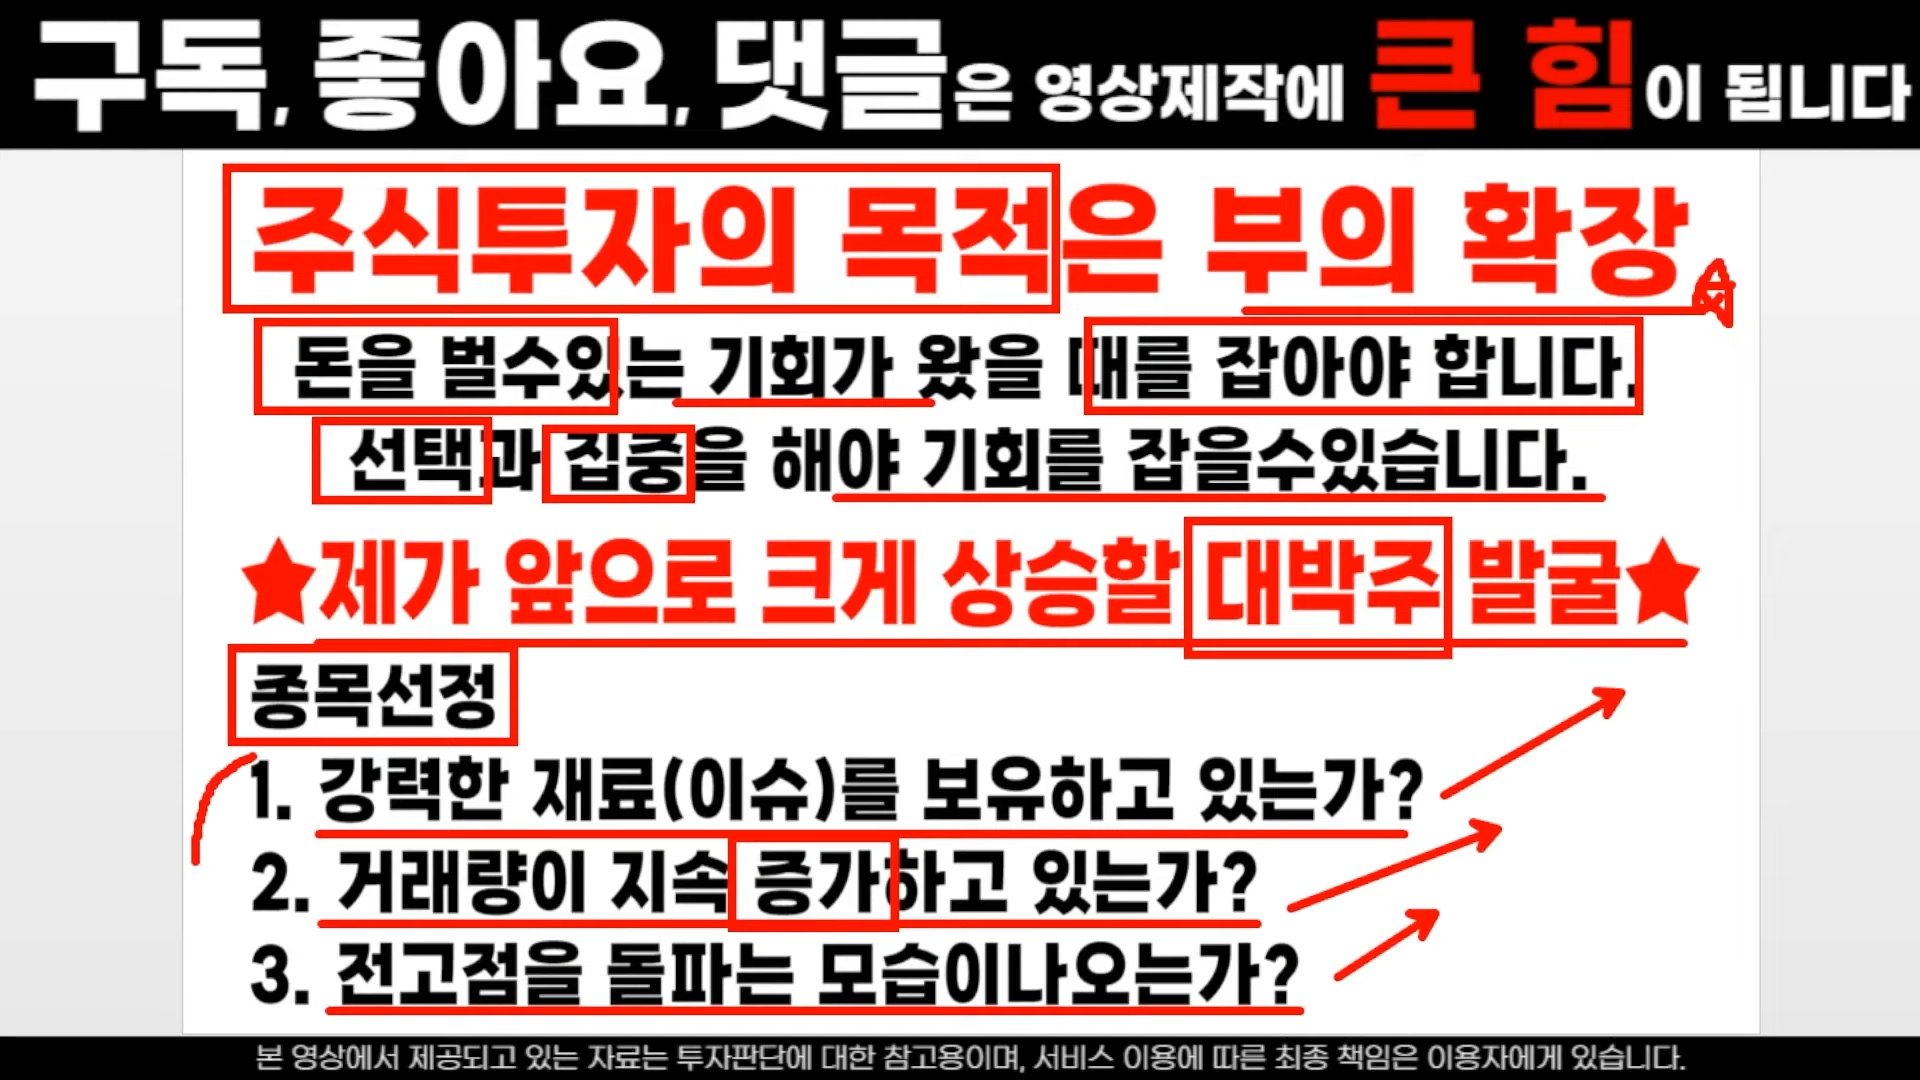 구독, 좋아요, 댓글은 영상제작에 큰 힘이 됩니다
주식투자의 목적은 부의 확장
돈을 벌수있는 기회가 왔을 때를 잡아야 합니다.
선택과 집중을 해야 기회를 잡을수있습니다.
★제가 앞으로 크게 상승할 대박주 발굴★
종목선정
1. 강력한 재료(이슈)를 보유하고 있는가?
2. 거래량이 지속 증가하고 있는가?
3. 전고점을 돌파는 모습이나오는가?
본 영상에서 제공되고 있는 자료는 투자판단에 대한 참고용이며, 서비스 이용에 따른 최종 책임은 이용자에게 있습니다.